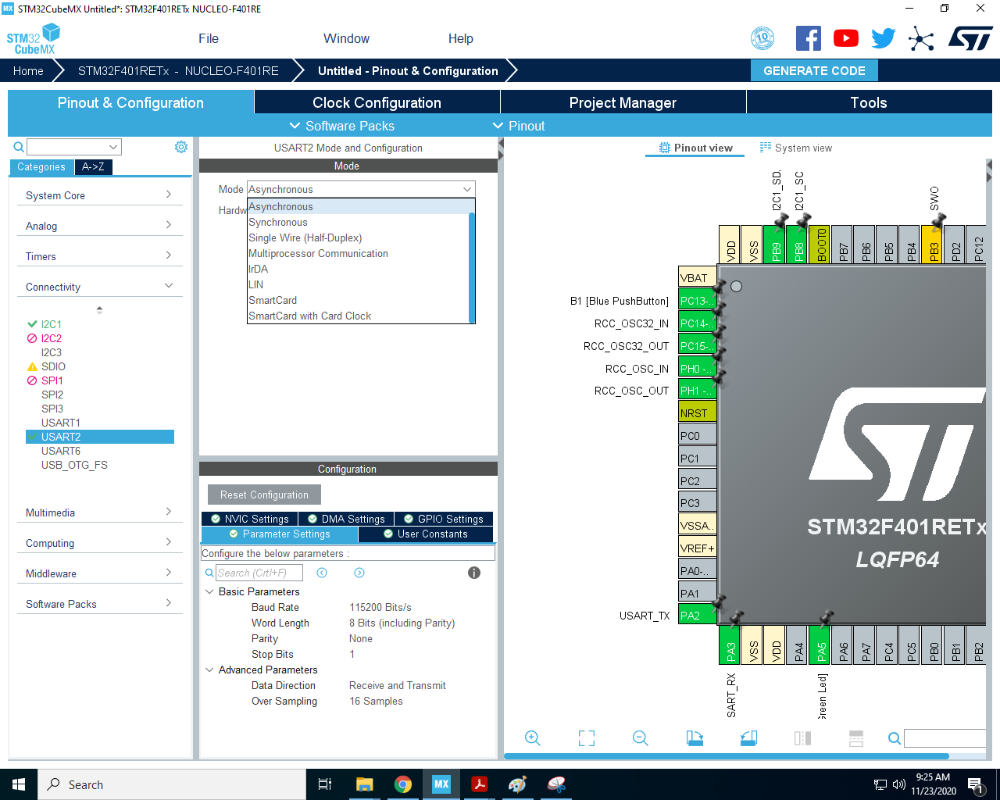 MX STM32CubeMX Untitled*: STM32F401RETx NUCLEO-F401RE
STM32 CubeMX
File Window Help
10
ST
Home STM32F401RETx - NUCLEO-F401RE Untitled - Pinout & Configuration GENERATE CODE
Pinout & Configuration Clock Configuration Project Manager Tools
Software Packs Pinout
Categories A->Z
System Core
Analog
Timers
Connectivity
I2C1
I2C2
I2C3
SDIO
SPI1
SPI2
SPI3
USART1
USART2
USART6
USB_OTG_FS
Multimedia
Computing
Middleware
Software Packs
USART2 Mode and Configuration
Mode
Mode Asynchronous
Hardw
Asynchronous
Synchronous
Single Wire (Half-Duplex)
Multiprocessor Communication
IrDA
LIN
SmartCard
SmartCard with Card Clock
Configuration
Reset Configuration
NVIC Settings DMA Settings GPIO Settings
Parameter Settings User Constants
Configure the below parameters :
Search (Crtl+F)
Basic Parameters
Baud Rate 115200 Bits/s
Word Length 8 Bits (including Parity)
Parity None
Stop Bits 1
Advanced Parameters
Data Direction Receive and Transmit
Over Sampling 16 Samples
Pinout view System view
I2C1_SD. I2C1_SC SWO
VDD VSS PB9 PB8 BOOT0 PB7 PB6 PB5 PB4 PB3 PD2 PC12
VBAT
B1 [Blue PushButton] PC13-..
RCC_OSC32_IN PC14-..
RCC_OSC32_OUT PC15-..
RCC_OSC_IN PH0 -..
RCC_OSC_OUT PH1 -..
NRST
PC0
PC1
PC2
PC3
VSSA..
VREF+
PA0-..
PA1
USART_TX PA2
ST
STM32F401RETx
LQFP64
PA3 VSS VDD PA4 PA5 PA6 PA7 PC4 PC5 PB0 PB1 PB2
SART_RX Green Led]
Search
MX
9:25 AM
11/23/2020
1